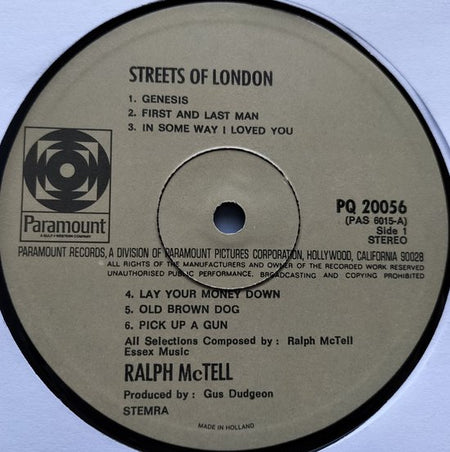 STREETS OF LONDON
1. GENESIS
2. FIRST AND LAST MAN
3. IN SOME WAY I LOVED YOU
Paramount
A GULF+WESTERN COMPANY
PQ 20056
(PAS 6015-A)
Side 1
STEREO
PARAMOUNT RECORDS, A DIVISION OF PARAMOUNT PICTURES CORPORATION, HOLLYWOOD, CALIFORNIA 90028
ALL RIGHTS OF THE MANUFACTURERS AND OWNER OF THE RECORDED WORK RESERVED
UNAUTHORISED PUBLIC PERFORMANCE, BROADCASTING AND COPYING PROHIBITED
4. LAY YOUR MONEY DOWN
5. OLD BROWN DOG
6. PICK UP A GUN
All Selections Composed by: Ralph McTell
Essex Music
RALPH McTELL
Produced by: Gus Dudgeon
STEMRA
MADE IN HOLLAND